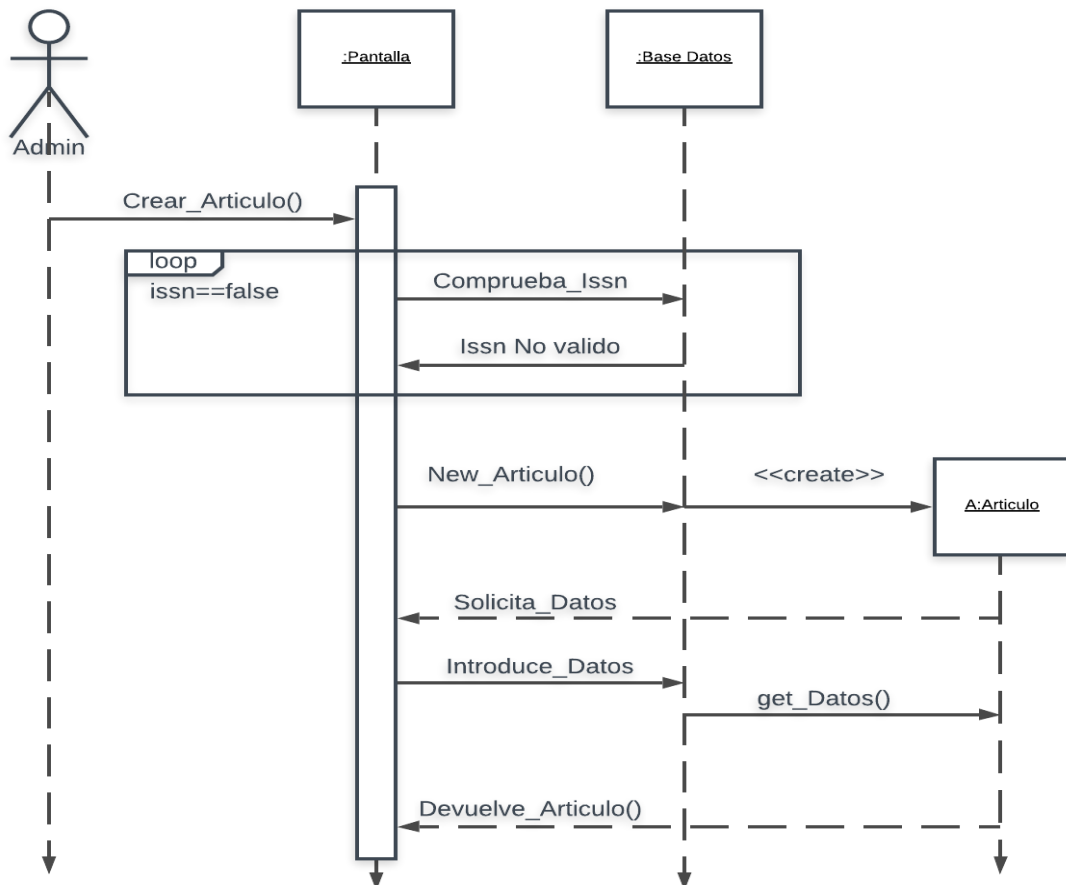 :Pantalla
:Base Datos
Admin
Crear_Articulo()
loop
issn==false
Comprueba_Issn
Issn No valido
New_Articulo()
<<create>>
A:Articulo
Solicita_Datos
Introduce_Datos
get_Datos()
Devuelve_Articulo()